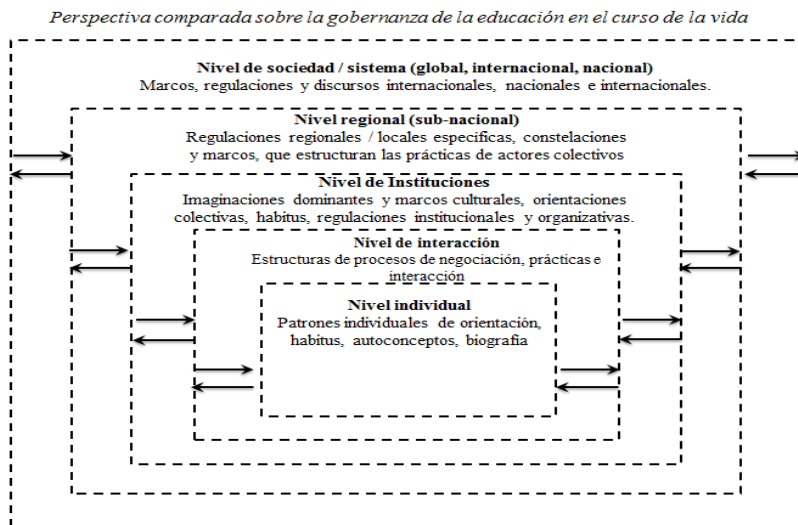 Perspectiva comparada sobre la gobernanza de la educación en el curso de la vida
Nivel de sociedad / sistema (global, internacional, nacional)
Marcos, regulaciones y discursos internacionales, nacionales e internacionales.
Nivel regional (sub-nacional)
Regulaciones regionales / locales específicas, constelaciones
y marcos, que estructuran las prácticas de actores colectivos
Nivel de Instituciones
Imaginaciones dominantes y marcos culturales, orientaciones
colectivas, habitus, regulaciones institucionales y organizativas.
Nivel de interacción
Estructuras de procesos de negociación, prácticas e
interacción
Nivel individual
Patrones individuales de orientación,
habitus, autoconceptos, biografía